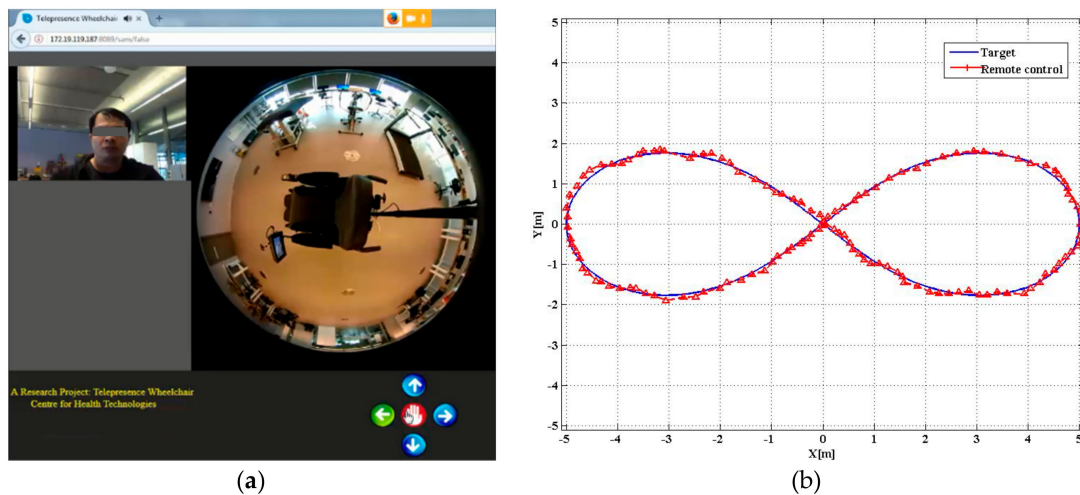 Telepresence Wheelchair
172.19.119.187:8089/sam/false
A Research Project: Telepresence Wheelchair
Centre for Health Technologies
(a)
Target
Remote control
5
4
3
2
1
0
-1
-2
-3
-4
-5
Y[m]
-5 -4 -3 -2 -1 0 1 2 3 4 5
X[m]
(b)